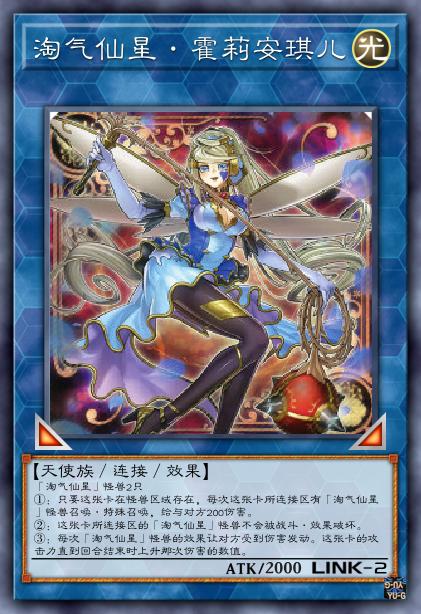 淘气仙星·霍莉安琪儿 光
【天使族／连接／效果】
「淘气仙星」怪兽2只
①：只要这张卡在怪兽区域存在，每次这张卡所连接区有「淘气仙星」
怪兽召唤·特殊召唤，给与对方200伤害。
②：这张卡所连接区的「淘气仙星」怪兽不会被战斗·效果破坏。
③：每次「淘气仙星」怪兽的效果让对方受到伤害发动。这张卡的攻
击力直到回合结束时上升那次伤害的数值。
ATK/2000 LINK-2